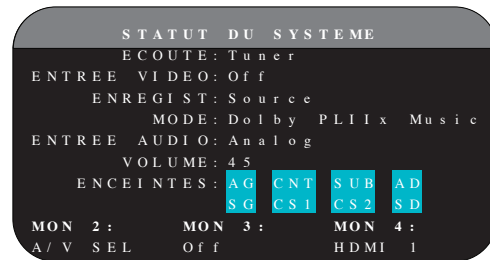 STATUT DU SYSTEME
ECOUTE: Tuner
ENTREE VIDEO: Off
ENREGIST: Source
MODE: Dolby PLIIx Music
ENTREE AUDIO: Analog
VOLUME: 45
ENCEINTES: AG CNT SUB AD
SG CS1 CS2 SD
MON 2: MON 3: MON 4:
A/V SEL Off HDMI 1